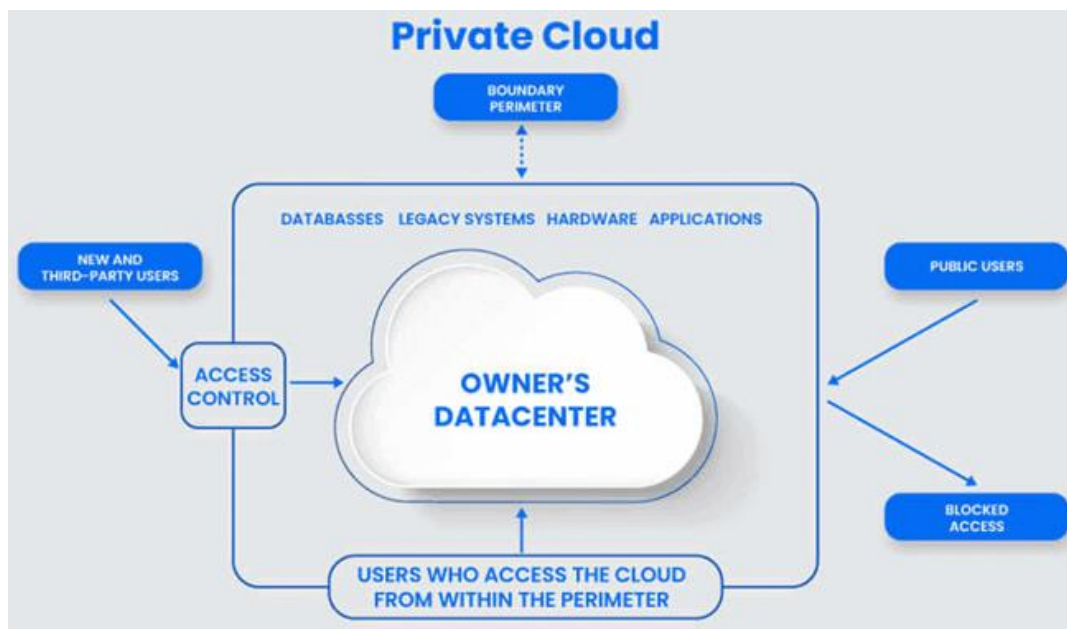 Private Cloud
BOUNDARY
PERIMETER
DATABASSES LEGACY SYSTEMS HARDWARE APPLICATIONS
NEW AND
THIRD-PARTY USERS
PUBLIC USERS
ACCESS
CONTROL
OWNER'S
DATACENTER
BLOCKED
ACCESS
USERS WHO ACCESS THE CLOUD
FROM WITHIN THE PERIMETER